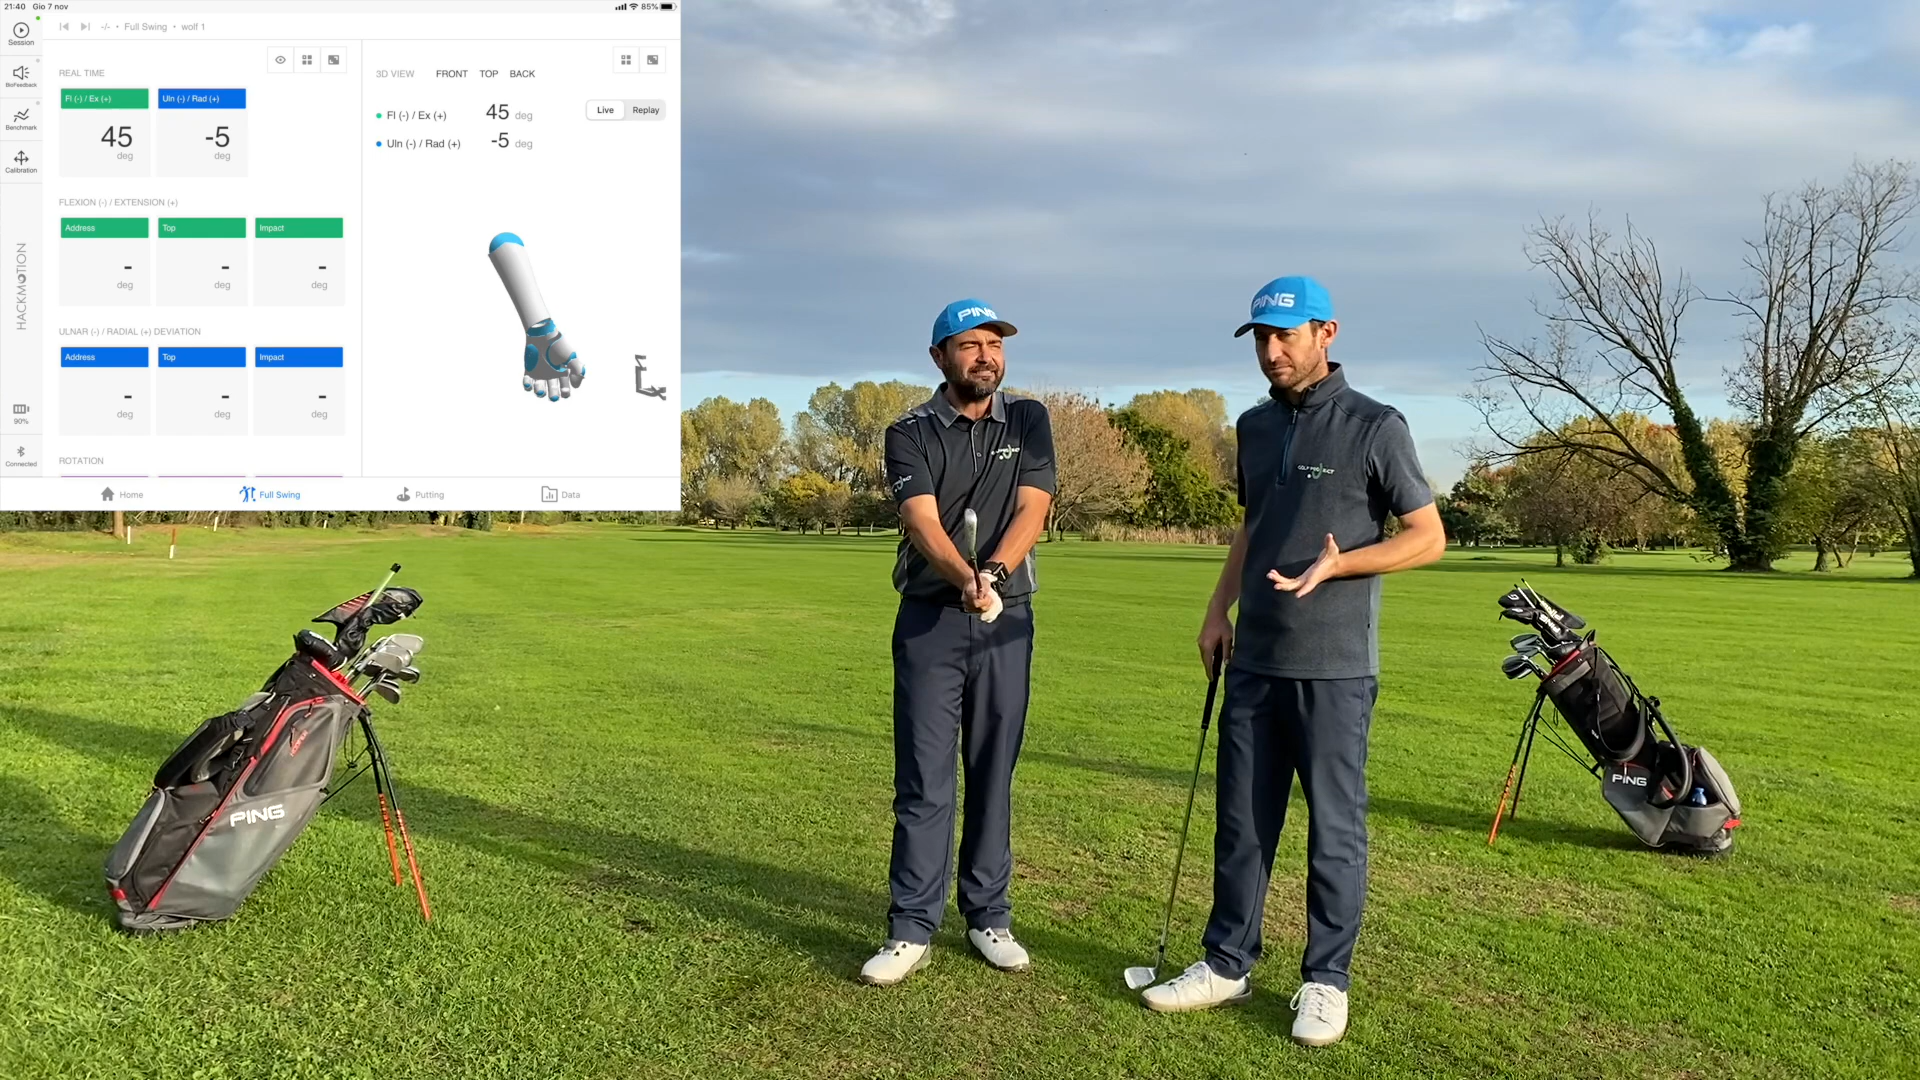 21:40 Gio 7 nov
85%
-/- • Full Swing • wolf 1
Session
Biofeedback
Benchmark
Calibration
HACKMOTION
90%
Connected
REAL TIME
Fl (-) / Ex (+)
Uln (-) / Rad (+)
45
-5
deg
deg
FLEXION (-) / EXTENSION (+)
Address
Top
Impact
-
-
-
deg
deg
deg
ULNAR (-) / RADIAL (+) DEVIATION
Address
Top
Impact
-
-
-
deg
deg
deg
ROTATION
3D VIEW
FRONT
TOP
BACK
Fl (-) / Ex (+) 45 deg
Uln (-) / Rad (+) -5 deg
Live
Replay
Home
Full Swing
Putting
Data
PING
PING
PING
PING